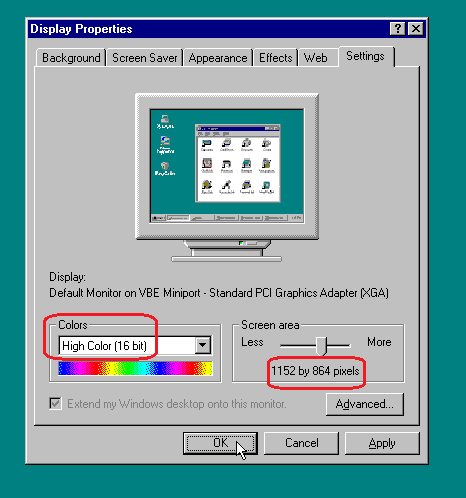 Display Properties
Background Screen Saver Appearance Effects Web Settings
Display:
Default Monitor on VBE Miniport - Standard PCI Graphics Adapter (XGA)
Colors
High Color (16 bit)
Screen area
Less More
1152 by 864 pixels
Extend my Windows desktop onto this monitor.
Advanced...
OK Cancel Apply